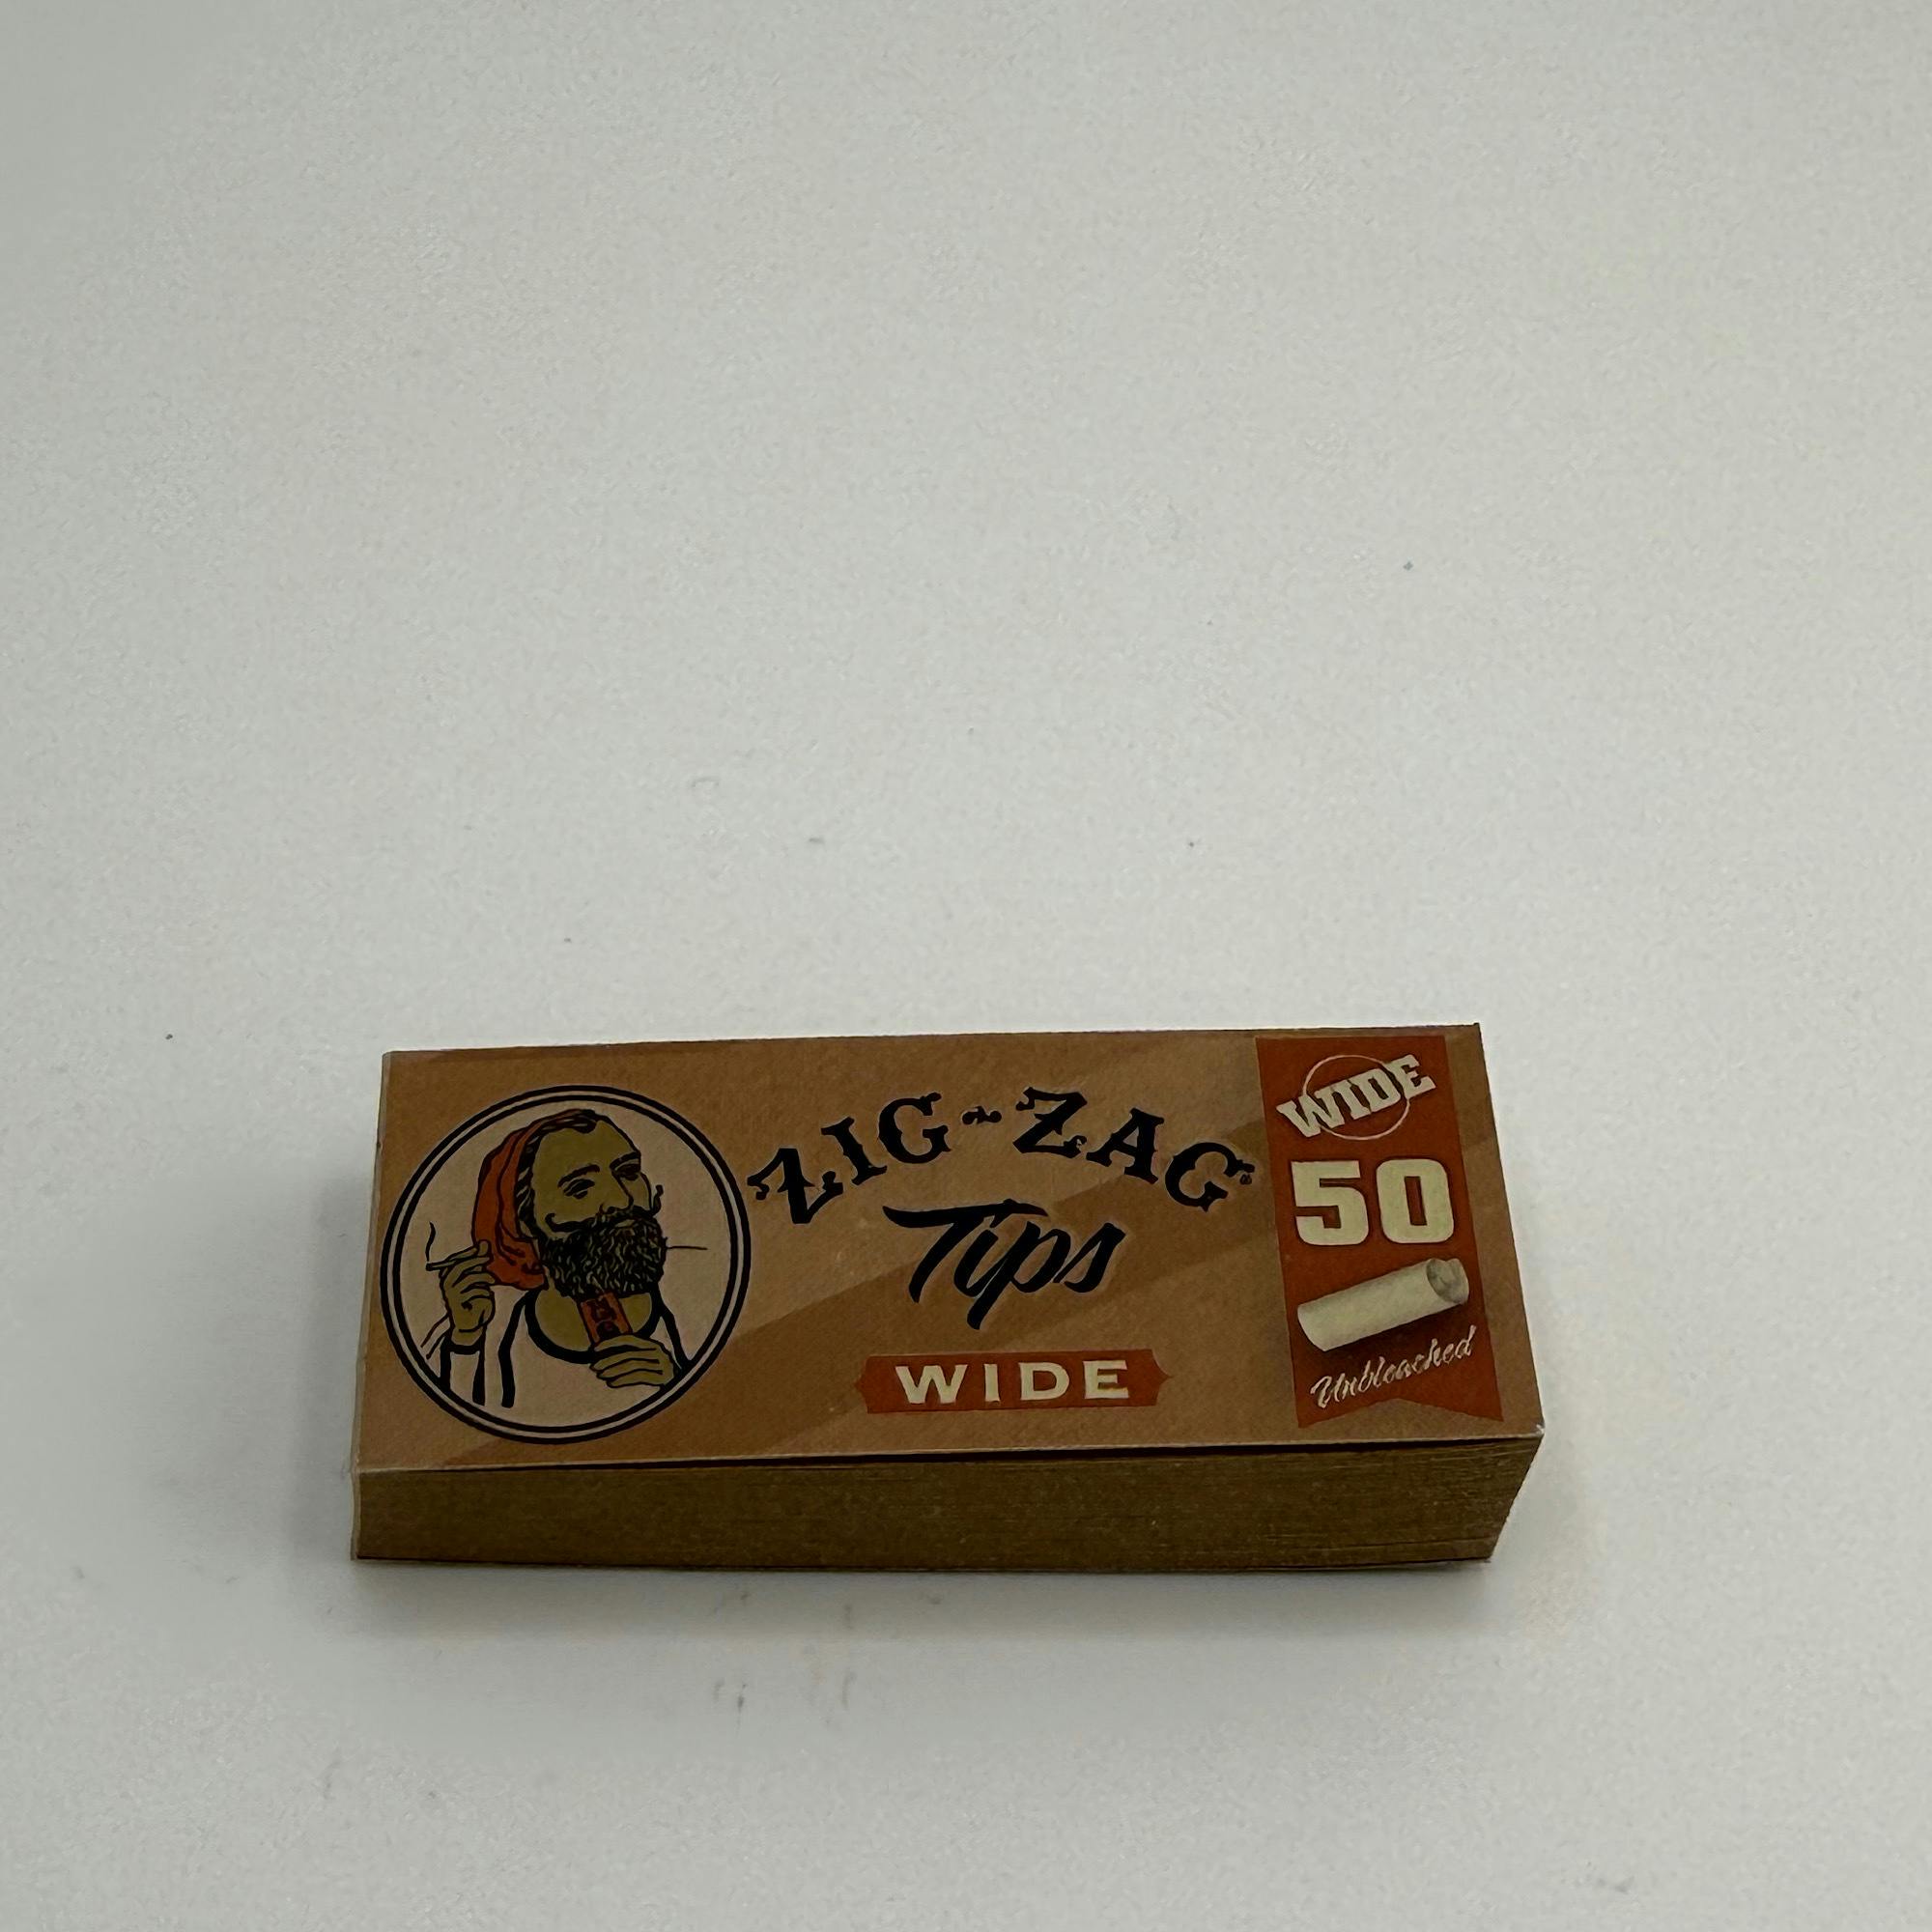 ZIG-ZAG
Tips
WIDE
WIDE
50
Unbleached